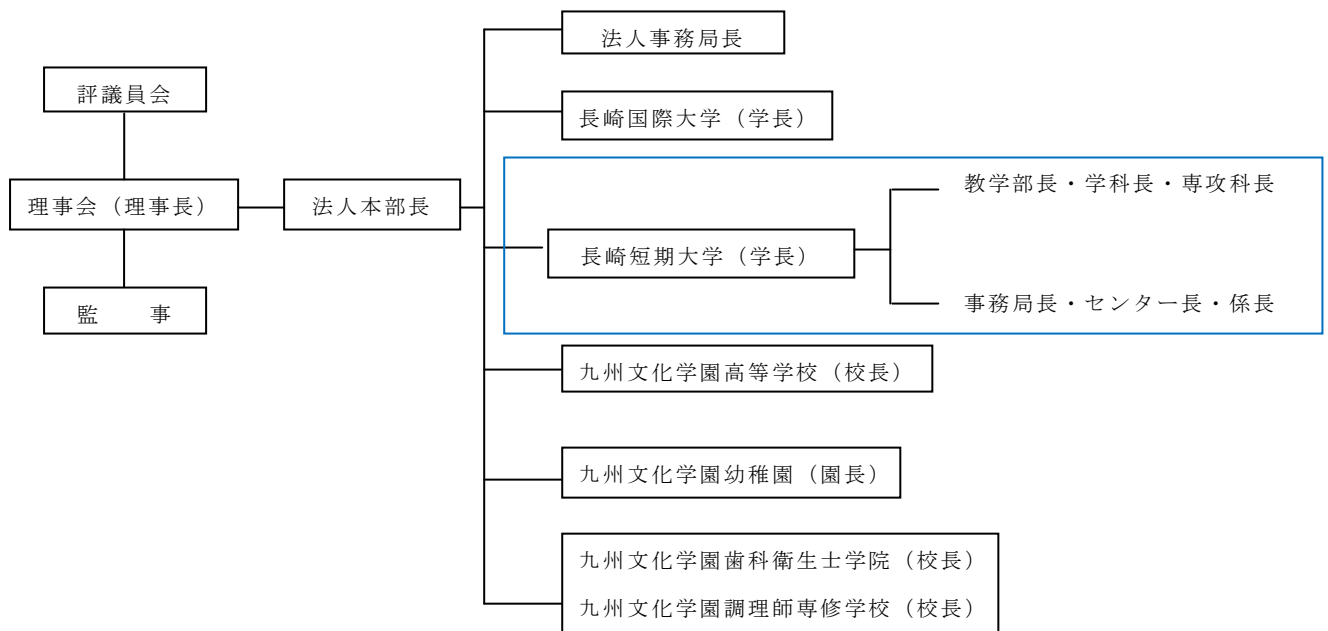 評議員会
理事会（理事長）
監　　事
法人本部長
法人事務局長
長崎国際大学（学長）
長崎短期大学（学長）
教学部長・学科長・専攻科長
事務局長・センター長・係長
九州文化学園高等学校（校長）
九州文化学園幼稚園（園長）
九州文化学園歯科衛生士学院（校長）
九州文化学園調理師専修学校（校長）